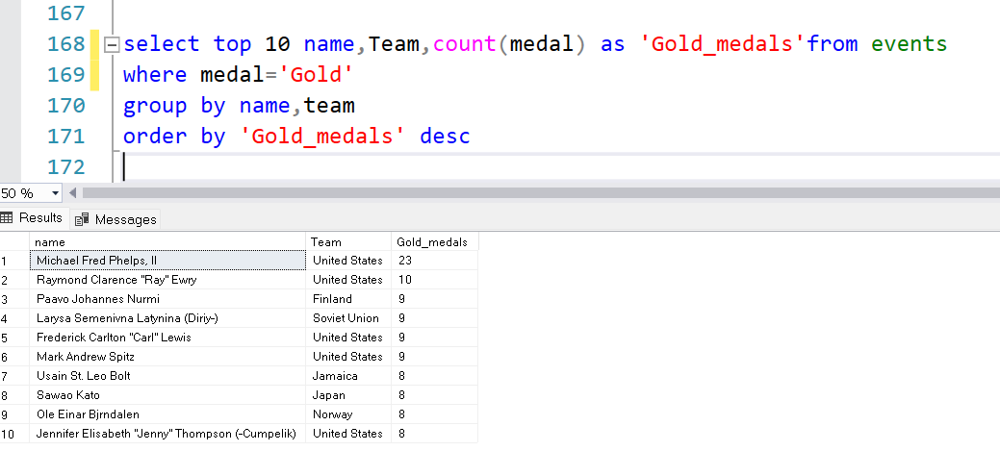 167
168 select top 10 name,Team,count(medal) as 'Gold_medals'from events
169 where medal='Gold'
170 group by name,team
171 order by 'Gold_medals' desc
172
50 %
Results Messages
name Team Gold_medals
1 Michael Fred Phelps, II United States 23
2 Raymond Clarence "Ray" Ewry United States 10
3 Paavo Johannes Nurmi Finland 9
4 Larysa Semenivna Latynina (Diriy-) Soviet Union 9
5 Frederick Carlton "Carl" Lewis United States 9
6 Mark Andrew Spitz United States 9
7 Usain St. Leo Bolt Jamaica 8
8 Sawao Kato Japan 8
9 Ole Einar Bjrndalen Norway 8
10 Jennifer Elisabeth "Jenny" Thompson (-Cumpelik) United States 8